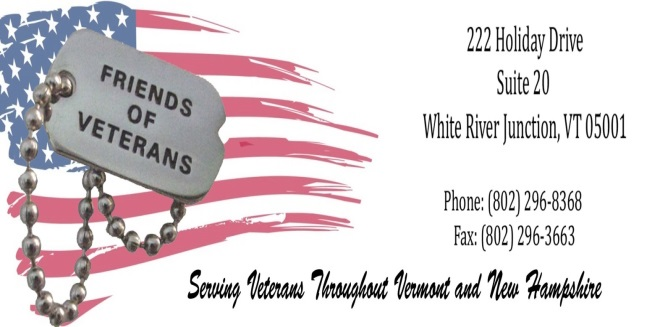 FRIENDS
OF
VETERANS
222 Holiday Drive
Suite 20
White River Junction, VT 05001
Phone: (802) 296-8368
Fax: (802) 296-3663
Serving Veterans Throughout Vermont and New Hampshire